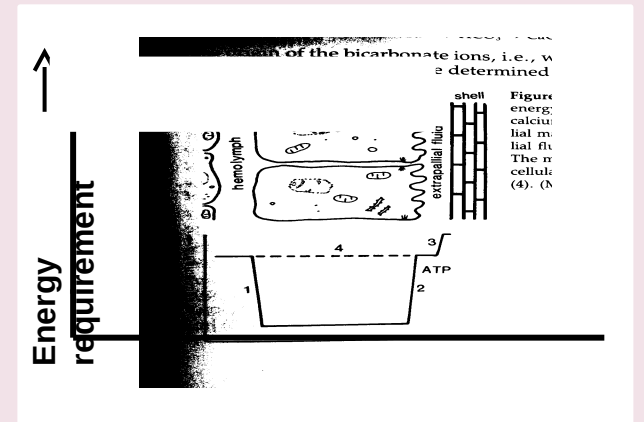 of the bicarbonate ions, i.e., w
e determined
shell
Figure
energy
calciu
lial m
lial flu
The m
cellula
(4). (M
hemolymph
extrapallial fluid
4
3
ATP
1
2
Energy
requirement